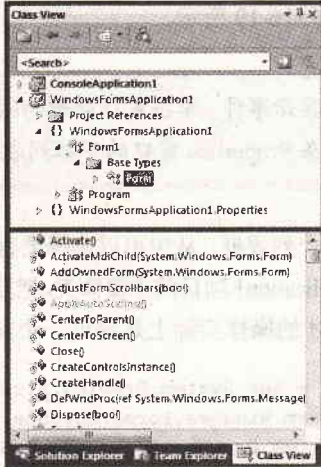 Class View
<Search>
ConsoleApplication1
WindowsFormsApplication1
Project References
{} WindowsFormsApplication1
Form1
Base Types
Form
Program
{} WindowsFormsApplication1.Properties
Activate()
ActivateMdiChild(System.Windows.Forms.Form)
AddOwnedForm(System.Windows.Forms.Form)
AdjustFormScrollbars(bool)
ApplyAutoScaling()
CenterToParent()
CenterToScreen()
Close()
CreateControlsInstance()
CreateHandle()
DefWndProc(ref System.Windows.Forms.Message)
Dispose(bool)
Solution Explorer Team Explorer Class View